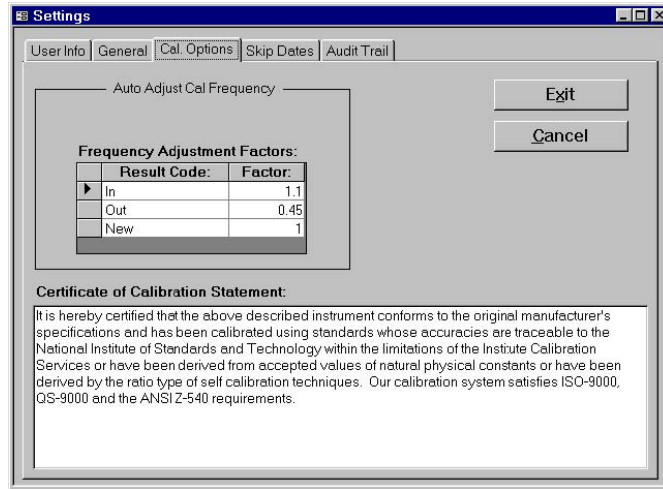 Settings
User Info General Cal. Options Skip Dates Audit Trail
Auto Adjust Cal Frequency
Exit
Cancel
Frequency Adjustment Factors:
Result Code: Factor:
In 1.1
Out 0.45
New 1
Certificate of Calibration Statement:
It is hereby certified that the above described instrument conforms to the original manufacturer's
specifications and has been calibrated using standards whose accuracies are traceable to the
National Institute of Standards and Technology within the limitations of the Institute Calibration
Services or have been derived from accepted values of natural physical constants or have been
derived by the ratio type of self calibration techniques. Our calibration system satisfies ISO-9000,
QS-9000 and the ANSI Z-540 requirements.